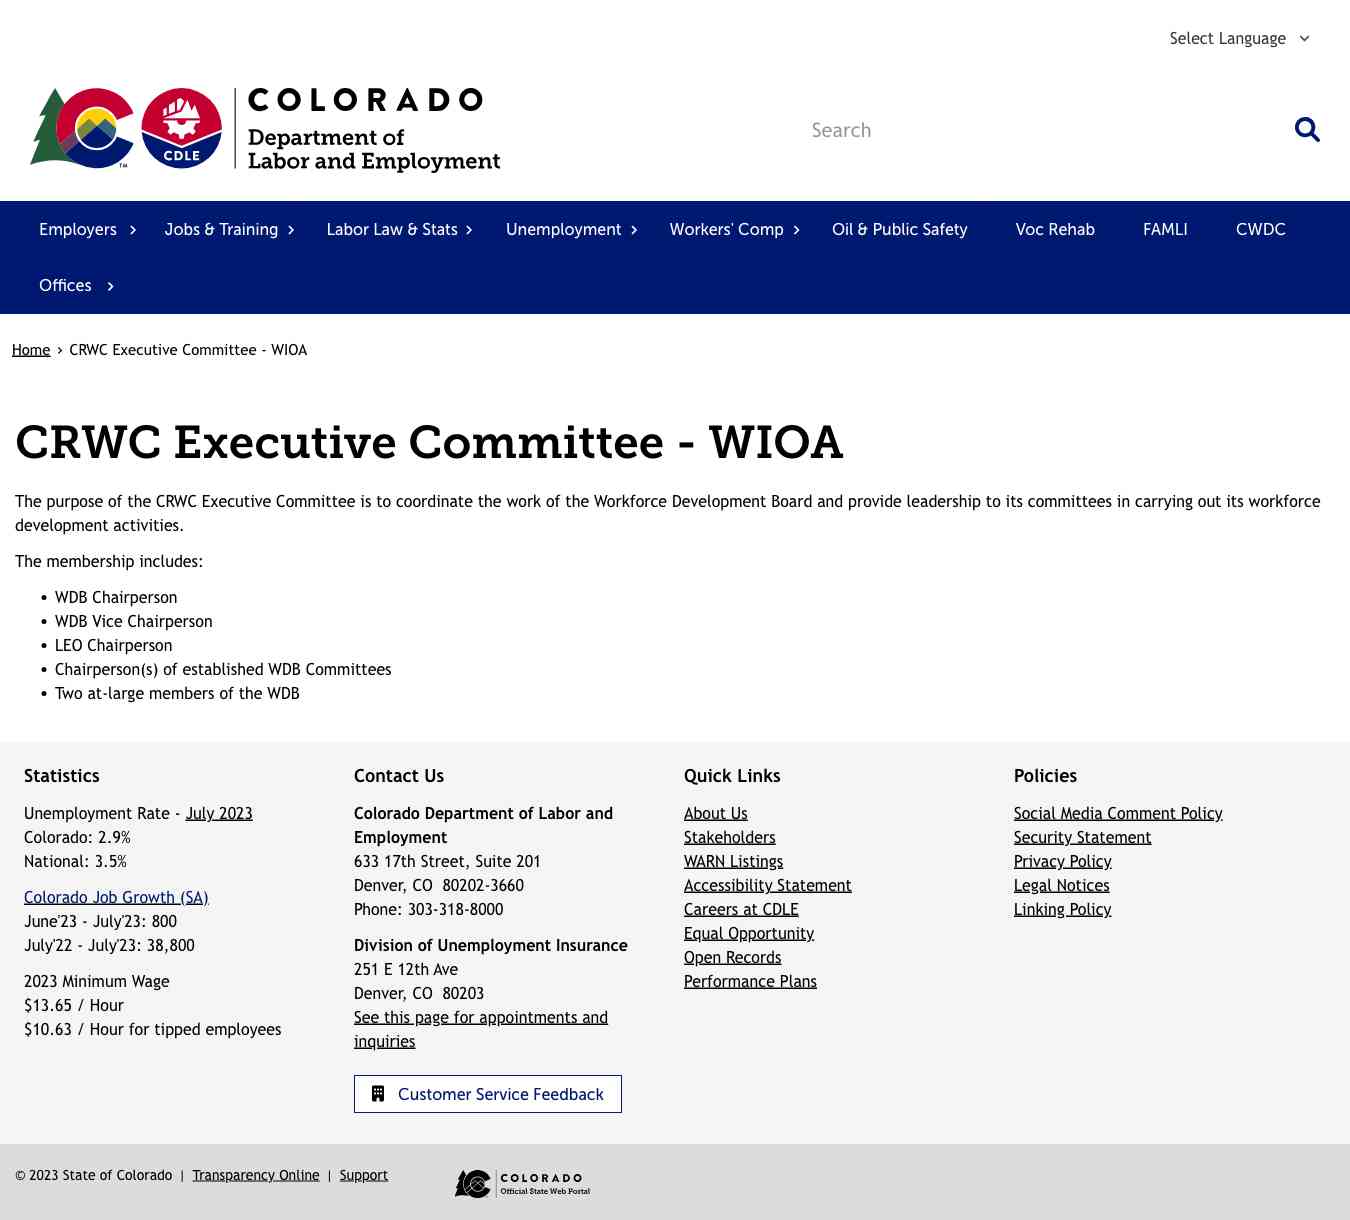 Select Language
COLORADO
Department of
Labor and Employment
CDLE
TM
Search
Employers
Jobs & Training
Labor Law & Stats
Unemployment
Workers' Comp
Oil & Public Safety
Voc Rehab
FAMLI
CWDC
Offices
Home › CRWC Executive Committee - WIOA
CRWC Executive Committee - WIOA
The purpose of the CRWC Executive Committee is to coordinate the work of the Workforce Development Board and provide leadership to its committees in carrying out its workforce
development activities.
The membership includes:
• WDB Chairperson
• WDB Vice Chairperson
• LEO Chairperson
• Chairperson(s) of established WDB Committees
• Two at-large members of the WDB
Statistics
Unemployment Rate - July 2023
Colorado: 2.9%
National: 3.5%
Colorado Job Growth (SA)
June'23 - July'23: 800
July'22 - July'23: 38,800
2023 Minimum Wage
$13.65 / Hour
$10.63 / Hour for tipped employees
Contact Us
Colorado Department of Labor and
Employment
633 17th Street, Suite 201
Denver, CO  80202-3660
Phone: 303-318-8000
Division of Unemployment Insurance
251 E 12th Ave
Denver, CO  80203
See this page for appointments and
inquiries
Customer Service Feedback
Quick Links
About Us
Stakeholders
WARN Listings
Accessibility Statement
Careers at CDLE
Equal Opportunity
Open Records
Performance Plans
Policies
Social Media Comment Policy
Security Statement
Privacy Policy
Legal Notices
Linking Policy
© 2023 State of Colorado | Transparency Online | Support
COLORADO
Official State Web Portal